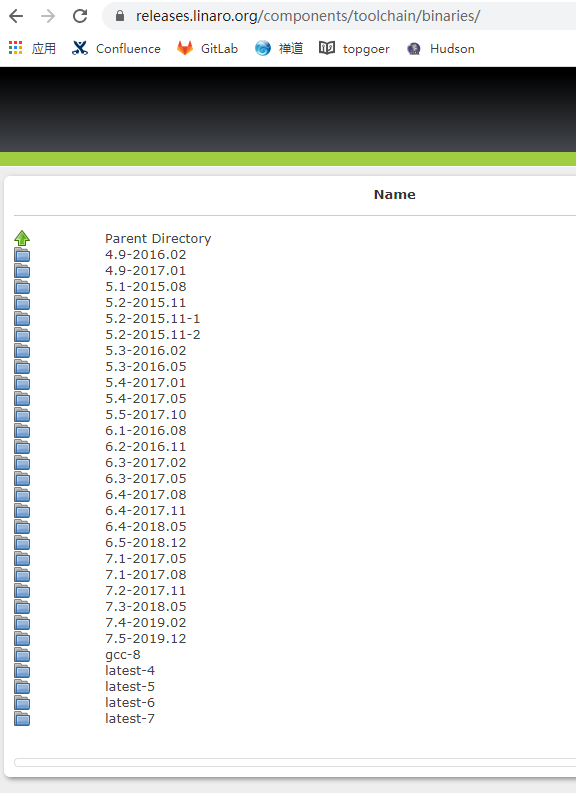 releases.linaro.org/components/toolchain/binaries/
应用 Confluence GitLab 禅道 topgoer Hudson
Name
Parent Directory
4.9-2016.02
4.9-2017.01
5.1-2015.08
5.2-2015.11
5.2-2015.11-1
5.2-2015.11-2
5.3-2016.02
5.3-2016.05
5.4-2017.01
5.4-2017.05
5.5-2017.10
6.1-2016.08
6.2-2016.11
6.3-2017.02
6.3-2017.05
6.4-2017.08
6.4-2017.11
6.4-2018.05
6.5-2018.12
7.1-2017.05
7.1-2017.08
7.2-2017.11
7.3-2018.05
7.4-2019.02
7.5-2019.12
gcc-8
latest-4
latest-5
latest-6
latest-7